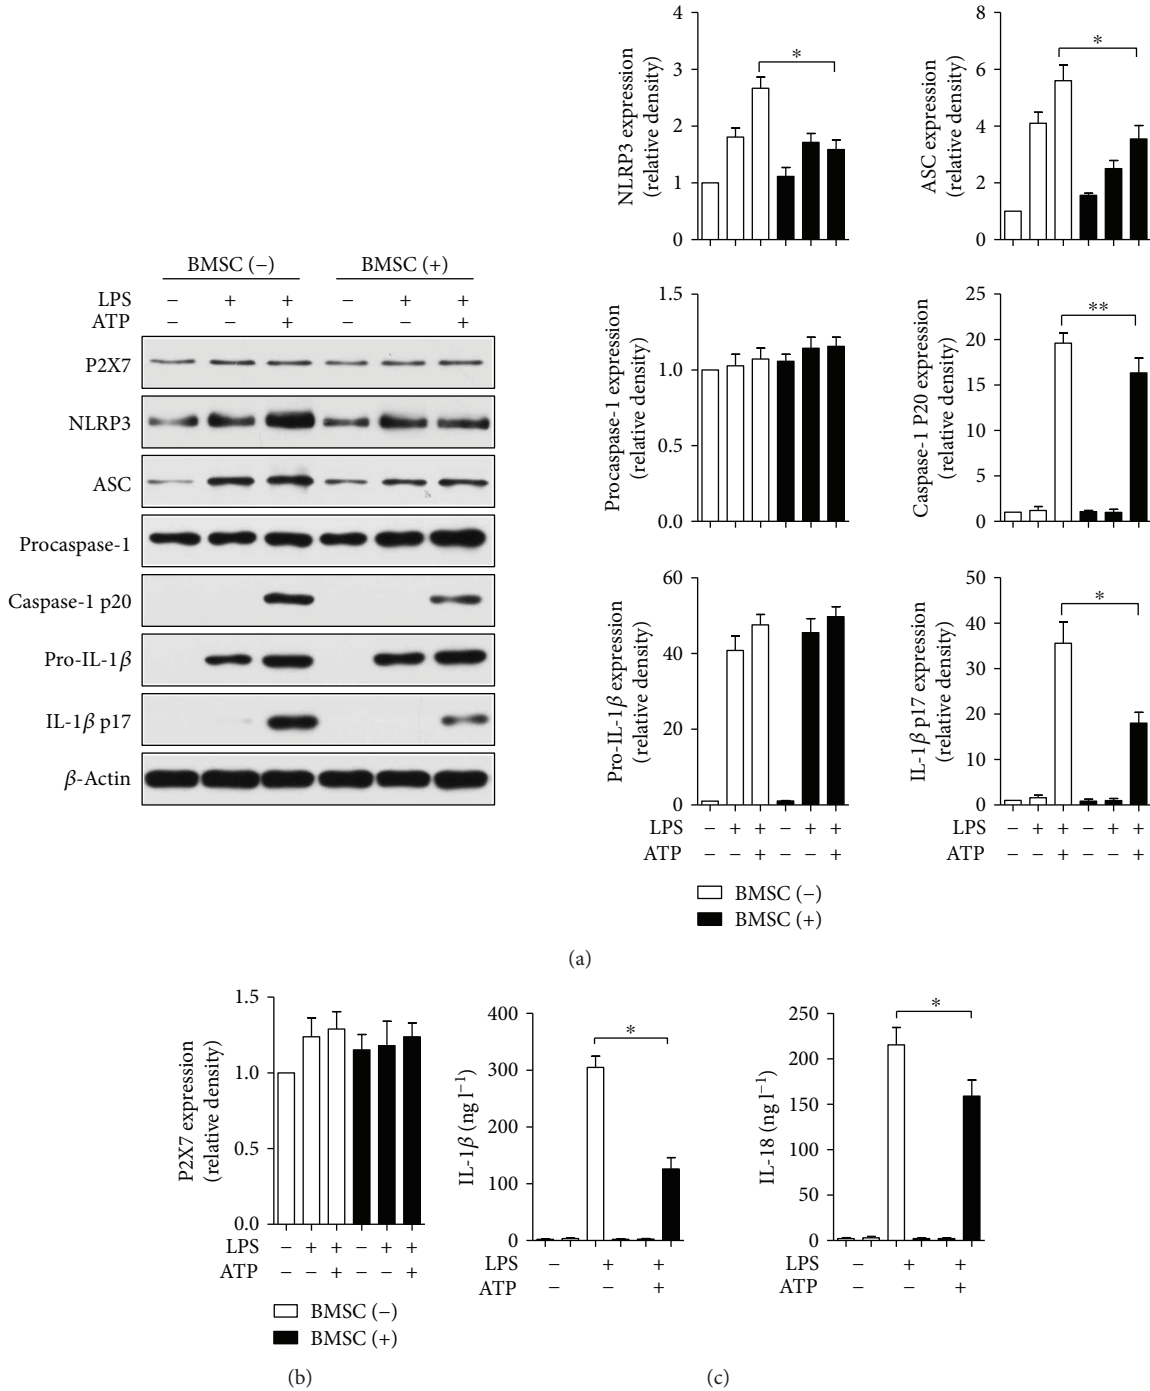 BMSC (−) BMSC (+)
LPS − + + − + +
ATP − − + − − +
P2X7
NLRP3
ASC
Procaspase-1
Caspase-1 p20
Pro-IL-1β
IL-1β p17
β-Actin
NLRP3 expression
(relative density)
4
3
2
1
0
*
ASC expression
(relative density)
8
6
4
2
0
*
Procaspase-1 expression
(relative density)
1.5
1.0
0.5
0.0
Caspase-1 P20 expression
(relative density)
25
20
15
10
5
0
**
Pro-IL-1β expression
(relative density)
60
40
20
0
LPS − + + − + +
ATP − − + − − +
IL-1β p17 expression
(relative density)
50
40
30
20
10
0
*
LPS − + + − + +
ATP − − + − − +
BMSC (−)
BMSC (+)
(a)
P2X7 expression
(relative density)
1.5
1.0
0.5
0.0
LPS − + + − + +
ATP − − + − − +
BMSC (−)
BMSC (+)
(b)
IL-1β (ng l⁻¹)
400
300
200
100
0
*
LPS − + +
ATP − − +
IL-18 (ng l⁻¹)
250
200
150
100
50
0
*
LPS − + +
ATP − − +
(c)